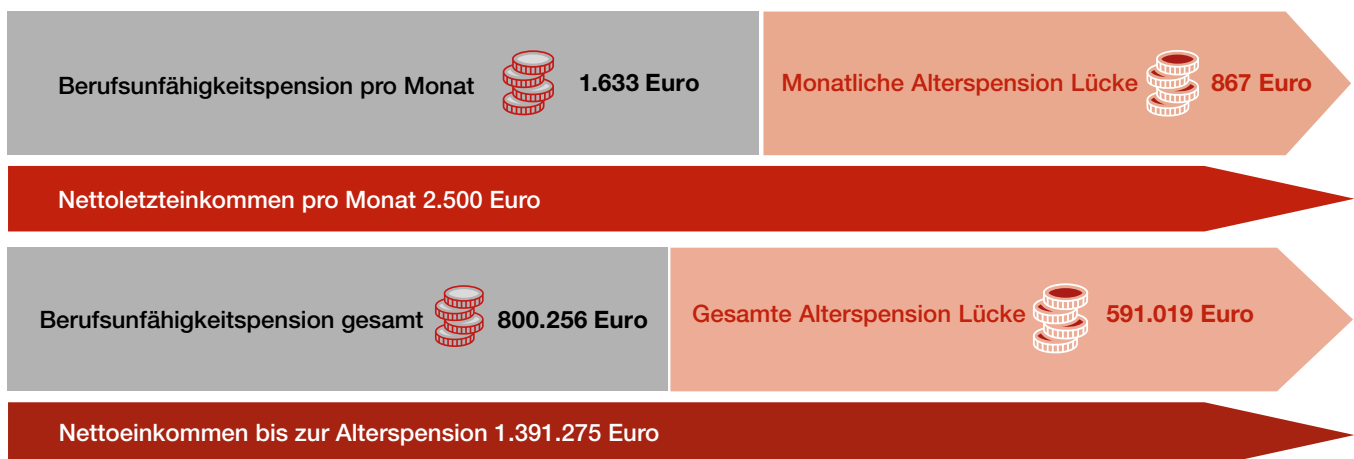 Berufsunfähigkeitspension pro Monat 1.633 Euro
Monatliche Alterspension Lücke 867 Euro
Nettoletzteinkommen pro Monat 2.500 Euro
Berufsunfähigkeitspension gesamt 800.256 Euro
Gesamte Alterspension Lücke 591.019 Euro
Nettoeinkommen bis zur Alterspension 1.391.275 Euro